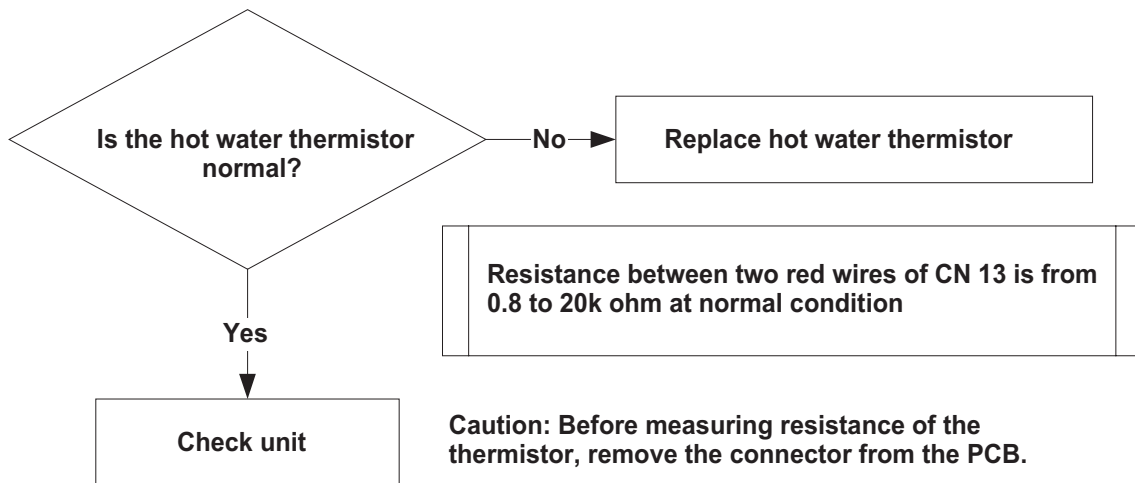 Is the hot water thermistor
normal?
No
Replace hot water thermistor
Resistance between two red wires of CN 13 is from
0.8 to 20k ohm at normal condition
Yes
Check unit
Caution: Before measuring resistance of the
thermistor, remove the connector from the PCB.